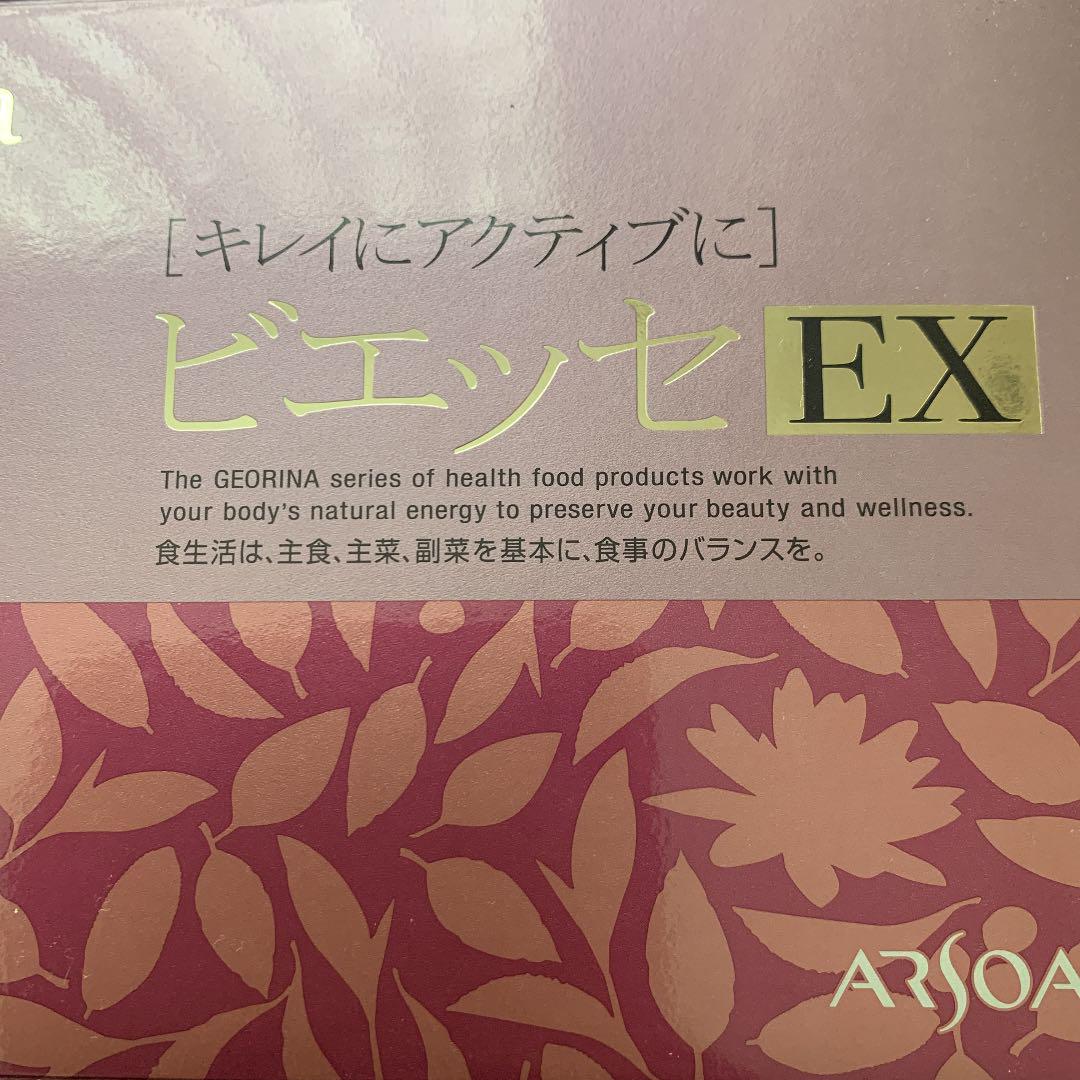 [キレイにアクティブに]
ビエッセ EX
The GEORINA series of health food products work with
your body's natural energy to preserve your beauty and wellness.
食生活は、主食、主菜、副菜を基本に、食事のバランスを。
ARSOA